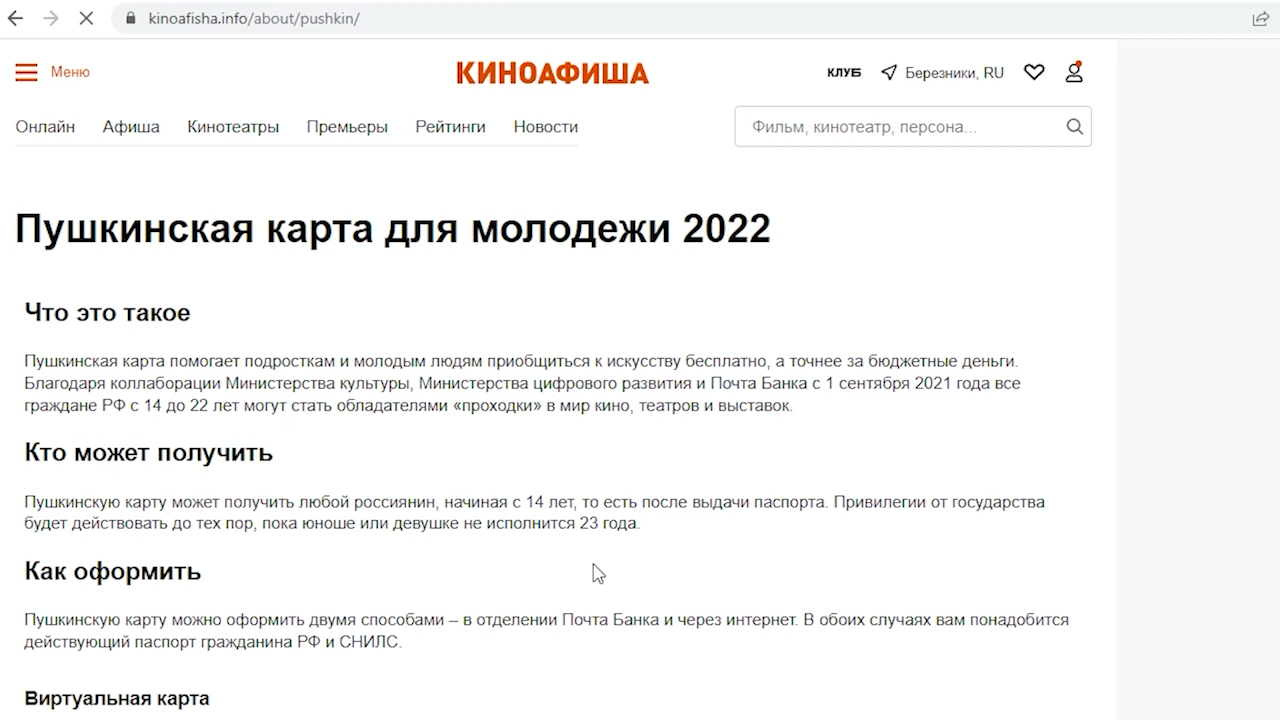 kinoafisha.info/about/pushkin/
Меню
КИНОАФИША
КЛУБ
Березники, RU
Онлайн Афиша Кинотеатры Премьеры Рейтинги Новости
Фильм, кинотеатр, персона...
Пушкинская карта для молодежи 2022
Что это такое
Пушкинская карта помогает подросткам и молодым людям приобщиться к искусству бесплатно, а точнее за бюджетные деньги.
Благодаря коллаборации Министерства культуры, Министерства цифрового развития и Почта Банка с 1 сентября 2021 года все
граждане РФ с 14 до 22 лет могут стать обладателями «проходки» в мир кино, театров и выставок.
Кто может получить
Пушкинскую карту может получить любой россиянин, начиная с 14 лет, то есть после выдачи паспорта. Привилегии от государства
будет действовать до тех пор, пока юноше или девушке не исполнится 23 года.
Как оформить
Пушкинскую карту можно оформить двумя способами – в отделении Почта Банка и через интернет. В обоих случаях вам понадобится
действующий паспорт гражданина РФ и СНИЛС.
Виртуальная карта